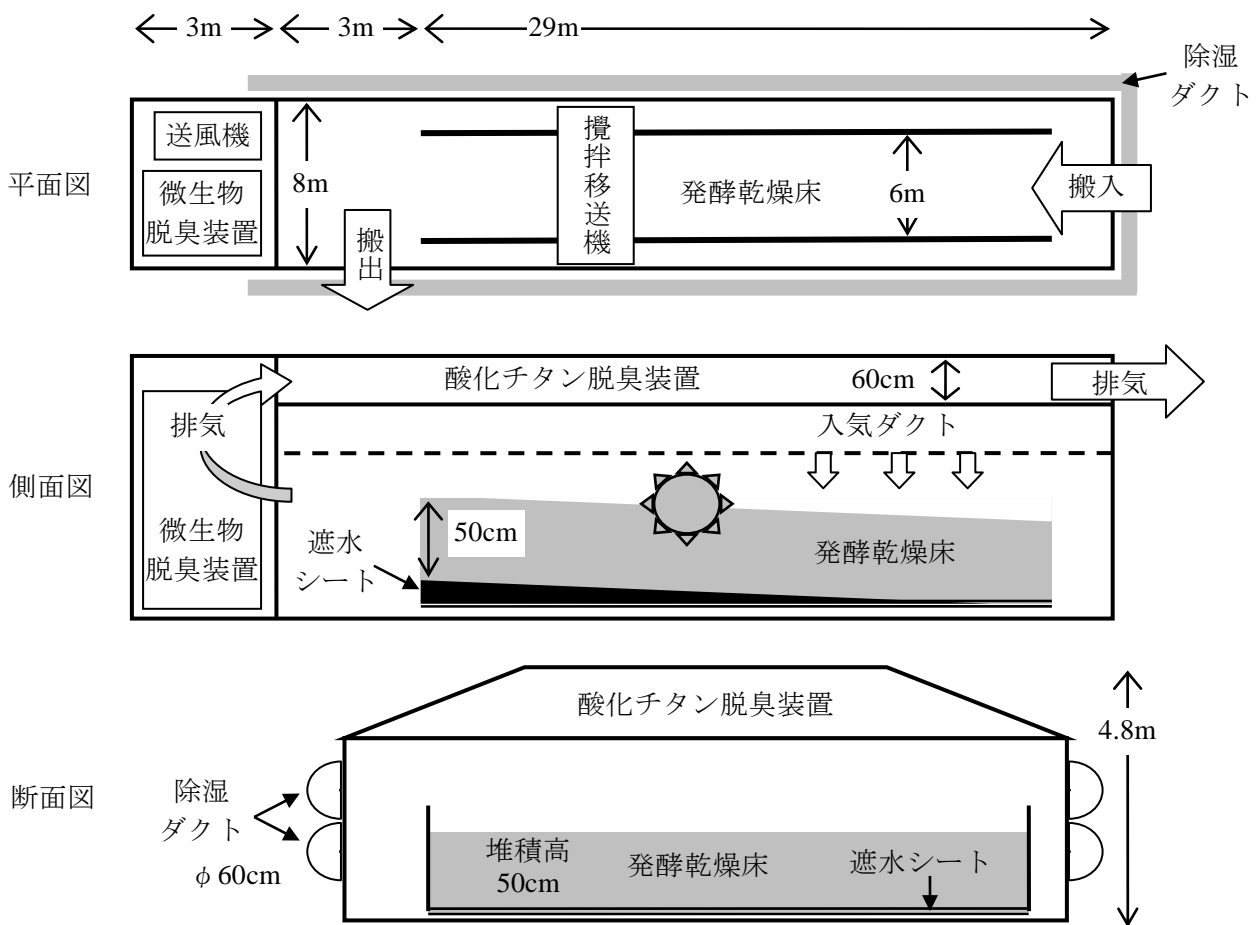 3m
3m
29m
除湿
ダクト
平面図
送風機
微生物
脱臭装置
8m
搬出
攪拌移送機
発酵乾燥床
6m
搬入
側面図
酸化チタン脱臭装置
60cm
排気
排気
入気ダクト
微生物
脱臭装置
遮水
シート
50cm
発酵乾燥床
断面図
酸化チタン脱臭装置
4.8m
除湿
ダクト
φ 60cm
堆積高
50cm
発酵乾燥床
遮水シート